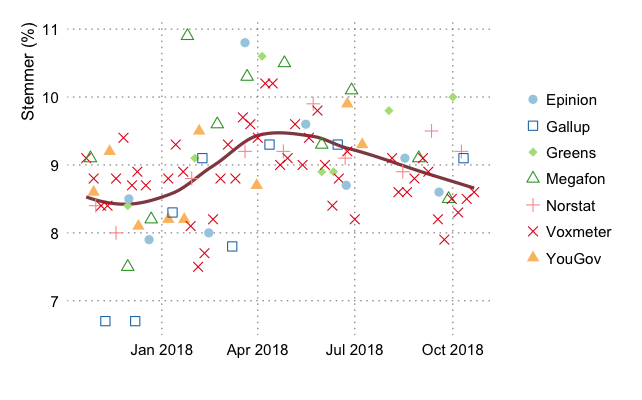 Stemmer (%)
11
10
9
8
7
Jan 2018
Apr 2018
Jul 2018
Oct 2018
Epinion
Gallup
Greens
Megafon
Norstat
Voxmeter
YouGov